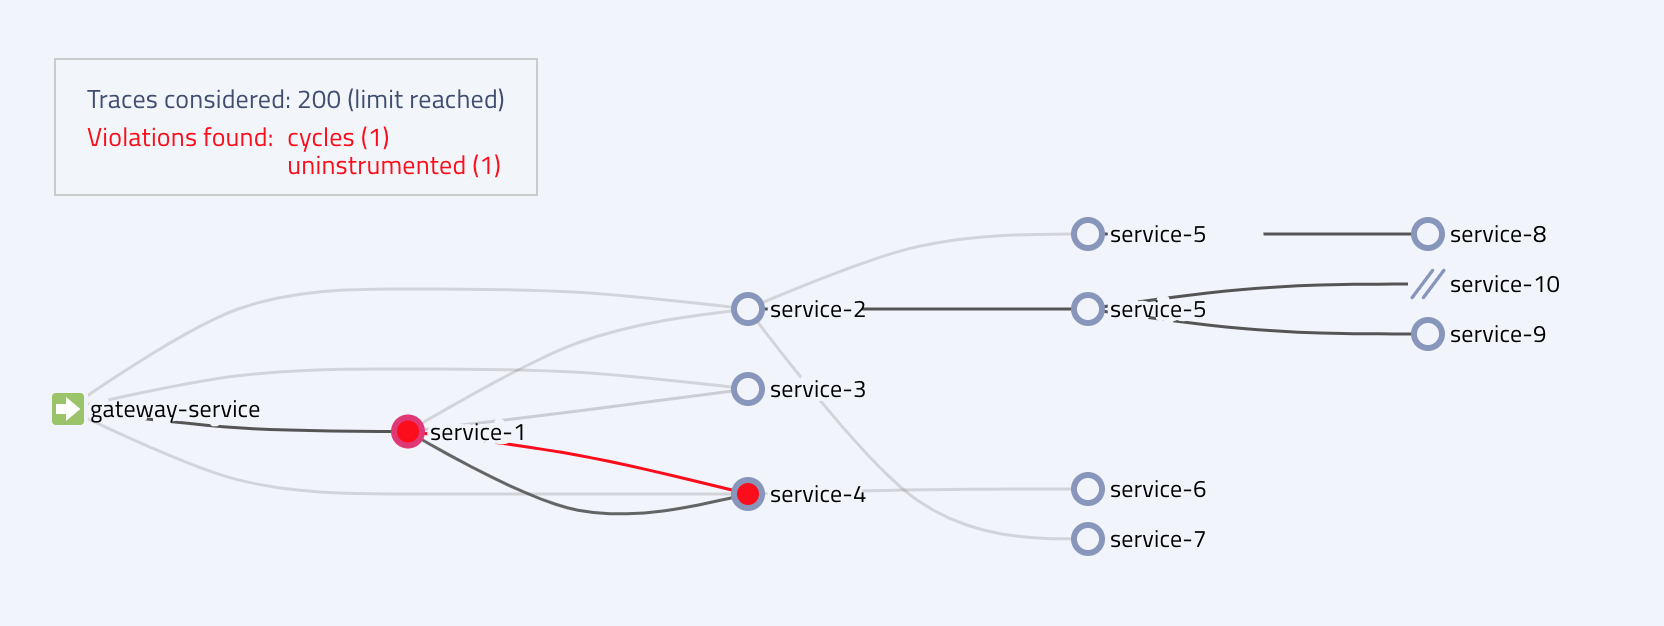 Traces considered: 200 (limit reached)
Violations found: cycles (1)
uninstrumented (1)
service-5
service-8
service-10
service-2
service-5
service-9
service-3
gateway-service
service-1
service-4
service-6
service-7